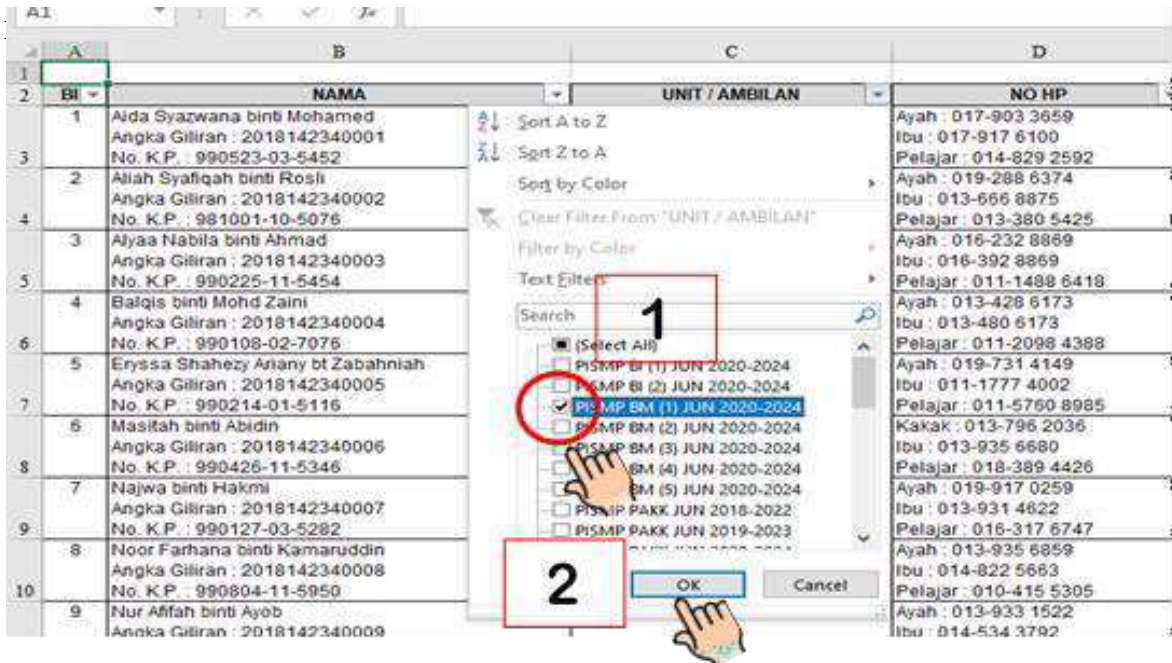 A1
A B C D
1
2 BIL NAMA UNIT / AMBILAN NO HP
1 Aida Syazwana binti Mohamed
Angka Giliran : 2018142340001
3 No. K.P. : 990523-03-5452
Ayah : 017-903 3659
Ibu : 017-917 6100
Pelajar : 014-829 2592
2 Aliah Syafiqah binti Rosli
Angka Giliran : 2018142340002
4 No. K.P. : 981001-10-5076
Ayah : 019-288 6374
Ibu : 013-666 8875
Pelajar : 013-380 5425
3 Alyaa Nabila binti Ahmad
Angka Giliran : 2018142340003
5 No. K.P. : 990225-11-5454
Ayah : 016-232 8869
Ibu : 016-392 8869
Pelajar : 011-1488 6418
4 Balqis binti Mohd Zaini
Angka Giliran : 2018142340004
6 No. K.P. : 990108-02-7076
Ayah : 013-428 6173
Ibu : 013-480 6173
Pelajar : 011-2098 4388
5 Eryssa Shahezy Ariany bt Zabahniah
Angka Giliran : 2018142340005
7 No. K.P. : 990214-01-5116
Ayah : 019-731 4149
Ibu : 011-1777 4002
Pelajar : 011-5760 8985
6 Masitah binti Abidin
Angka Giliran : 2018142340006
8 No. K.P. : 990426-11-5346
Kakak : 013-796 2036
Ibu : 013-935 6680
Pelajar : 018-389 4426
7 Najwa binti Hakmi
Angka Giliran : 2018142340007
9 No. K.P. : 990127-03-5282
Ayah : 019-917 0259
Ibu : 013-931 4622
Pelajar : 016-317 6747
8 Noor Farhana binti Kamaruddin
Angka Giliran : 2018142340008
10 No. K.P. : 990804-11-5950
Ayah : 013-935 6859
Ibu : 014-822 5663
Pelajar : 010-415 5305
9 Nur Afifah binti Ayob
Angka Giliran : 2018142340009
Ayah : 013-933 1522
Ibu : 014-534 3792
Sort A to Z
Sort Z to A
Sort by Color
Clear Filter From "UNIT / AMBILAN"
Filter by Color
Text Filters
Search
1
(Select All)
PISMP BI (1) JUN 2020-2024
PISMP BI (2) JUN 2020-2024
PISMP BM (1) JUN 2020-2024
PISMP BM (2) JUN 2020-2024
PISMP BM (3) JUN 2020-2024
BM (4) JUN 2020-2024
BM (5) JUN 2020-2024
PISMP PAKK JUN 2018-2022
PISMP PAKK JUN 2019-2023
2
OK Cancel